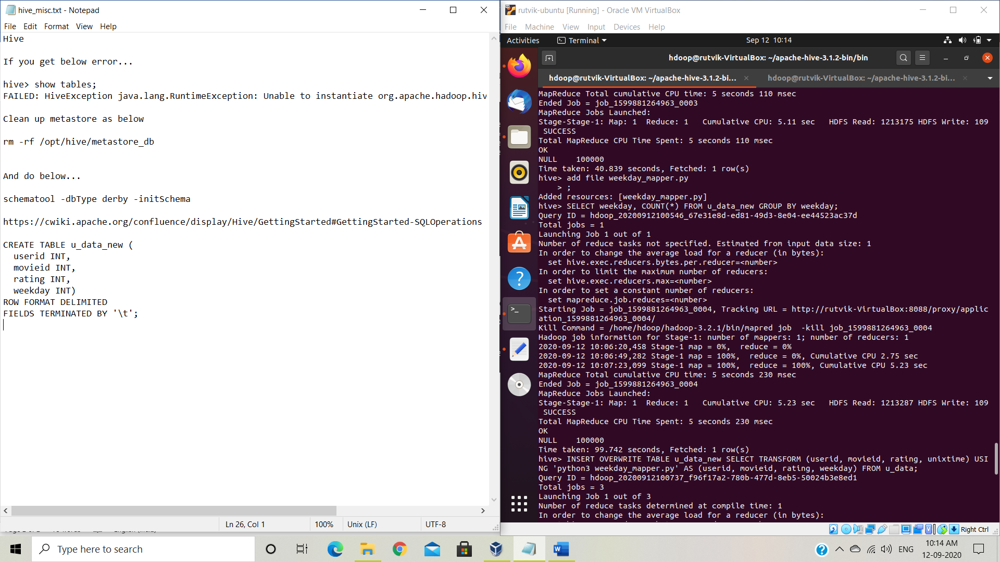 hive_misc.txt - Notepad
File Edit Format View Help
Hive
If you get below error...
hive> show tables;
FAILED: HiveException java.lang.RuntimeException: Unable to instantiate org.apache.hadoop.hiv
Clean up metastore as below
rm -rf /opt/hive/metastore_db
And do below...
schematool -dbType derby -initSchema
https://cwiki.apache.org/confluence/display/Hive/GettingStarted#GettingStarted-SQLOperations
CREATE TABLE u_data_new (
  userid INT,
  movieid INT,
  rating INT,
  weekday INT)
ROW FORMAT DELIMITED
FIELDS TERMINATED BY '\t';
Ln 26, Col 1 100% Unix (LF) UTF-8
rutvik-ubuntu [Running] - Oracle VM VirtualBox
File Machine View Input Devices Help
Activities Terminal Sep 12 10:14
hdoop@rutvik-VirtualBox: ~/apache-hive-3.1.2-bin/bin
hdoop@rutvik-VirtualBox: ~/apache-hive-3.1.2-bi... hdoop@rutvik-VirtualBox: ~/apache-hive-3.1.2-bi...
MapReduce Total cumulative CPU time: 5 seconds 110 msec
Ended Job = job_1599881264963_0003
MapReduce Jobs Launched:
Stage-Stage-1: Map: 1  Reduce: 1   Cumulative CPU: 5.11 sec   HDFS Read: 1213175 HDFS Write: 109
 SUCCESS
Total MapReduce CPU Time Spent: 5 seconds 110 msec
OK
NULL    100000
Time taken: 40.839 seconds, Fetched: 1 row(s)
hive> add file weekday_mapper.py
    > ;
Added resources: [weekday_mapper.py]
hive> SELECT weekday, COUNT(*) FROM u_data_new GROUP BY weekday;
Query ID = hdoop_20200912100546_67e31e8d-ed81-49d3-8e04-ee44523ac37d
Total jobs = 1
Launching Job 1 out of 1
Number of reduce tasks not specified. Estimated from input data size: 1
In order to change the average load for a reducer (in bytes):
  set hive.exec.reducers.bytes.per.reducer=<number>
In order to limit the maximum number of reducers:
  set hive.exec.reducers.max=<number>
In order to set a constant number of reducers:
  set mapreduce.job.reduces=<number>
Starting Job = job_1599881264963_0004, Tracking URL = http://rutvik-VirtualBox:8088/proxy/applic
ation_1599881264963_0004/
Kill Command = /home/hdoop/hadoop-3.2.1/bin/mapred job  -kill job_1599881264963_0004
Hadoop job information for Stage-1: number of mappers: 1; number of reducers: 1
2020-09-12 10:06:20,458 Stage-1 map = 0%,  reduce = 0%
2020-09-12 10:06:49,282 Stage-1 map = 100%,  reduce = 0%, Cumulative CPU 2.75 sec
2020-09-12 10:07:23,099 Stage-1 map = 100%,  reduce = 100%, Cumulative CPU 5.23 sec
MapReduce Total cumulative CPU time: 5 seconds 230 msec
Ended Job = job_1599881264963_0004
MapReduce Jobs Launched:
Stage-Stage-1: Map: 1  Reduce: 1   Cumulative CPU: 5.23 sec   HDFS Read: 1213287 HDFS Write: 109
 SUCCESS
Total MapReduce CPU Time Spent: 5 seconds 230 msec
OK
NULL    100000
Time taken: 99.742 seconds, Fetched: 1 row(s)
hive> INSERT OVERWRITE TABLE u_data_new SELECT TRANSFORM (userid, movieid, rating, unixtime) USI
NG 'python3 weekday_mapper.py' AS (userid, movieid, rating, weekday) FROM u_data;
Query ID = hdoop_20200912100737_f96f17a2-780b-477d-8eb5-50024b3e8ed1
Total jobs = 3
Launching Job 1 out of 3
Number of reduce tasks determined at compile time: 1
In order to change the average load for a reducer (in bytes):
Right Ctrl
Type here to search
ENG
10:14 AM
12-09-2020